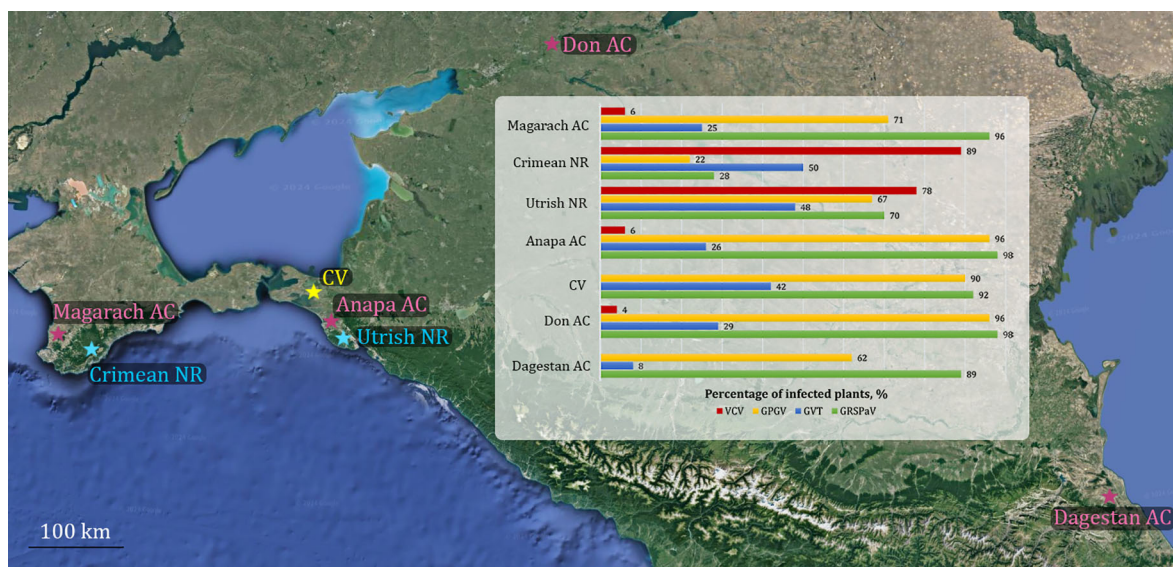 Don AC
Magarach AC
6
71
25
96
Crimean NR
89
22
50
28
Utrish NR
78
67
48
70
Anapa AC
6
96
26
98
CV
90
42
92
Don AC
4
96
29
98
Dagestan AC
62
8
89
Percentage of infected plants, %
VCV GPGV GVT GRSPaV
CV
Magarach AC
Anapa AC
Utrish NR
Crimean NR
Dagestan AC
100 km